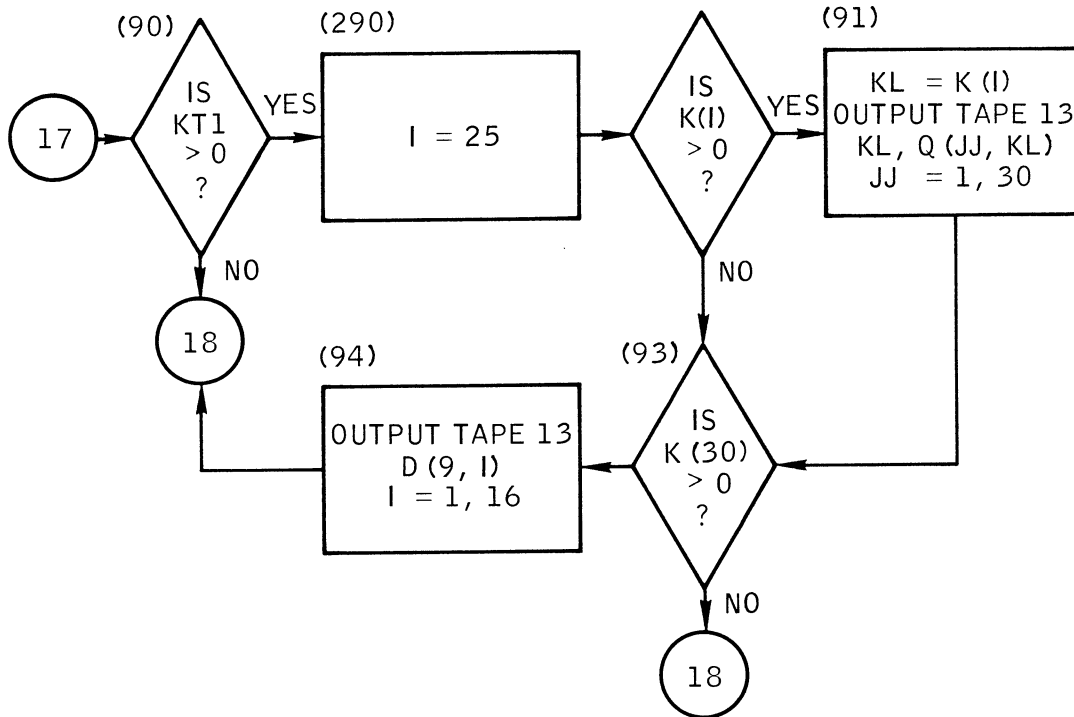 (90)
17
IS
KT1
> 0
?
YES
NO
(290)
I = 25
IS
K(I)
> 0
?
YES
NO
(91)
KL = K (I)
OUTPUT TAPE 13
KL, Q (JJ, KL)
JJ = 1, 30
18
(94)
OUTPUT TAPE 13
D (9, I)
I = 1, 16
(93)
IS
K (30)
> 0
?
NO
18